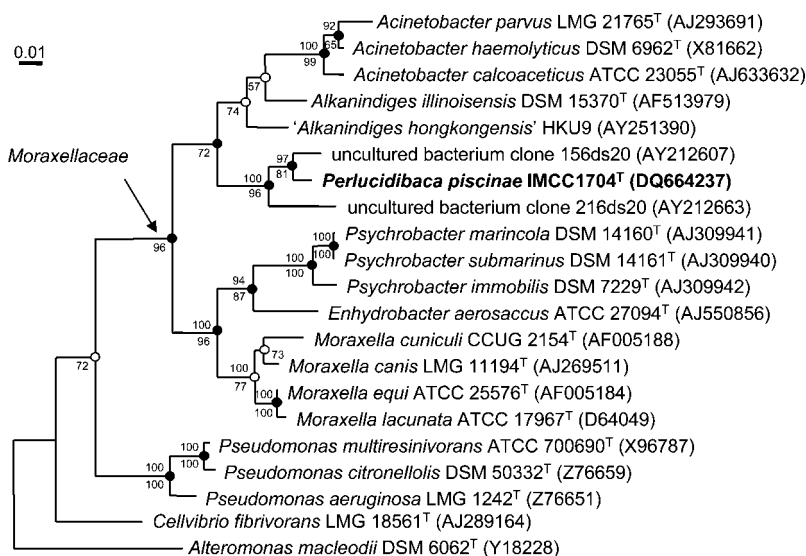 0.01
Moraxellaceae
Acinetobacter parvus LMG 21765ᵀ (AJ293691)
92
65
Acinetobacter haemolyticus DSM 6962ᵀ (X81662)
100
99
Acinetobacter calcoaceticus ATCC 23055ᵀ (AJ633632)
57
Alkanindiges illinoisensis DSM 15370ᵀ (AF513979)
74
'Alkanindiges hongkongensis' HKU9 (AY251390)
72
uncultured bacterium clone 156ds20 (AY212607)
97
81
Perlucidibaca piscinae IMCC1704ᵀ (DQ664237)
100
96
uncultured bacterium clone 216ds20 (AY212663)
96
Psychrobacter marincola DSM 14160ᵀ (AJ309941)
100
100
Psychrobacter submarinus DSM 14161ᵀ (AJ309940)
100
100
Psychrobacter immobilis DSM 7229ᵀ (AJ309942)
94
87
Enhydrobacter aerosaccus ATCC 27094ᵀ (AJ550856)
100
96
Moraxella cuniculi CCUG 2154ᵀ (AF005188)
73
Moraxella canis LMG 11194ᵀ (AJ269511)
100
77
Moraxella equi ATCC 25576ᵀ (AF005184)
100
100
Moraxella lacunata ATCC 17967ᵀ (D64049)
72
Pseudomonas multiresinivorans ATCC 700690ᵀ (X96787)
100
100
Pseudomonas citronellolis DSM 50332ᵀ (Z76659)
100
100
Pseudomonas aeruginosa LMG 1242ᵀ (Z76651)
Cellvibrio fibrivorans LMG 18561ᵀ (AJ289164)
Alteromonas macleodii DSM 6062ᵀ (Y18228)